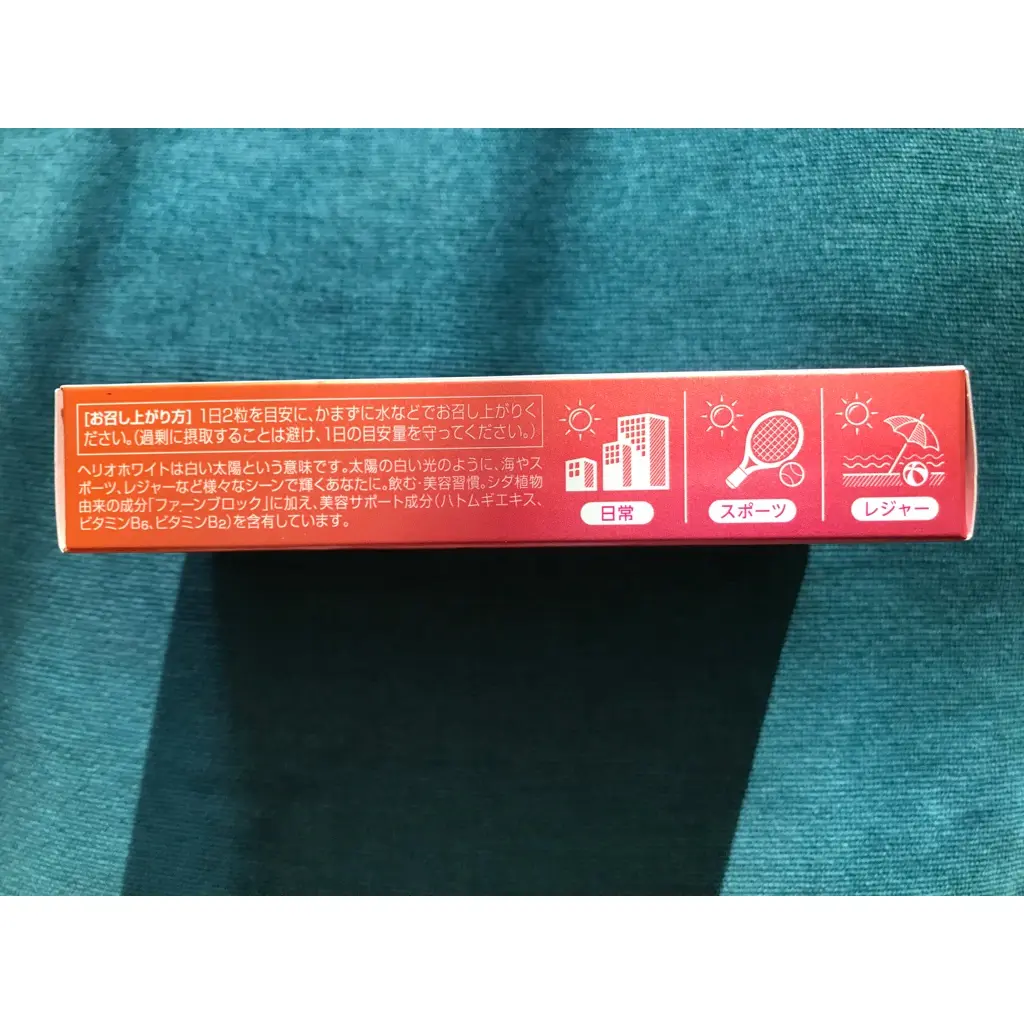 [お召し上がり方] 1日2粒を目安に、かまずに水などでお召し上がりく
ださい。(過剰に摂取することは避け、1日の目安量を守ってください。)
ヘリオホワイトは白い太陽という意味です。太陽の白い光のように、海やス
ポーツ、レジャーなど様々なシーンで輝くあなたに。飲む・美容習慣。シダ植物
由来の成分「ファーンブロック」に加え、美容サポート成分(ハトムギエキス、
ビタミンB6、ビタミンB2)を含有しています。
日常
スポーツ
レジャー